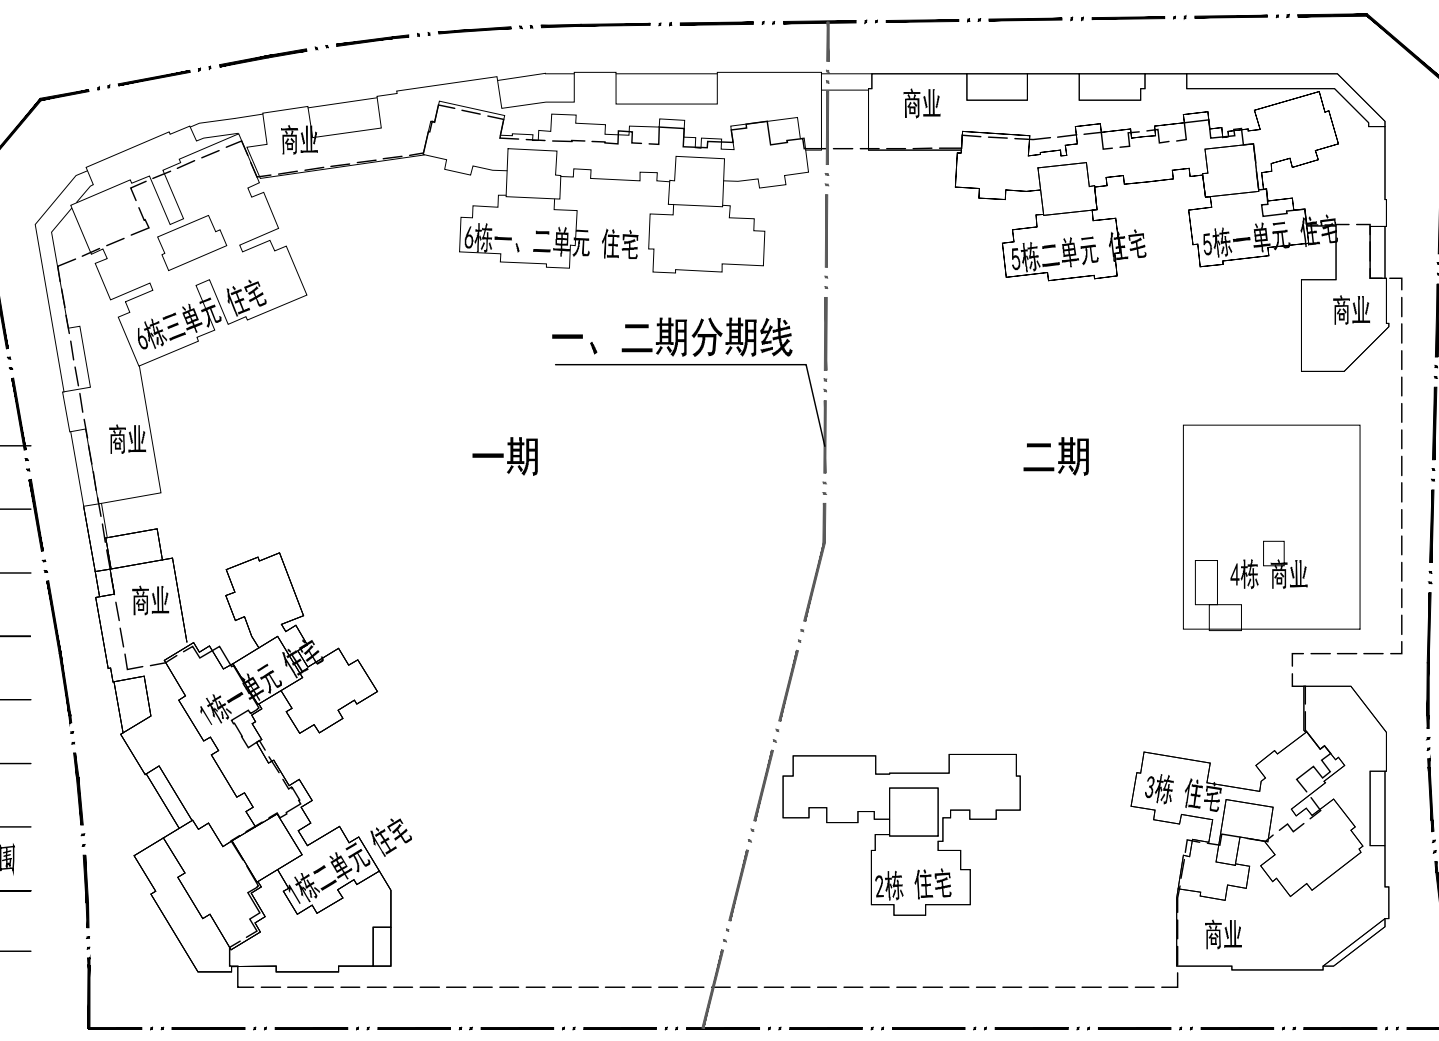 商业
商业
6栋一、二单元 住宅
5栋二单元 住宅
5栋一单元 住宅
6栋三单元 住宅
商业
一、二期分期线
商业
一期
二期
4栋 商业
商业
1栋一单元 住宅
3栋 住宅
1栋二单元 住宅
围
2栋 住宅
商业